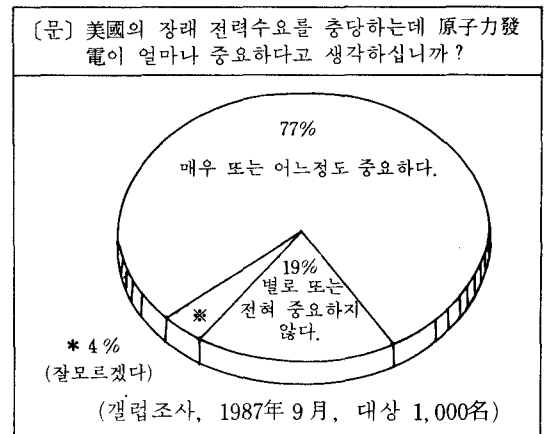 〔문〕 美國의 장래 전력수요를 충당하는데 原子力發
電이 얼마나 중요하다고 생각하십니까?
77%
매우 또는 어느정도 중요하다.
19%
별로 또는
전혀 중요하지
않다.
※
* 4%
(잘모르겠다)
(갤럽조사, 1987年 9月, 대상 1,000名)